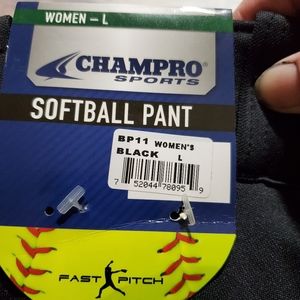 WOMEN – L
CHAMPRO
SPORTS
SOFTBALL PANT
BP11 WOMEN'S
BLACK L
7 52044 78095 9
FAST PITCH